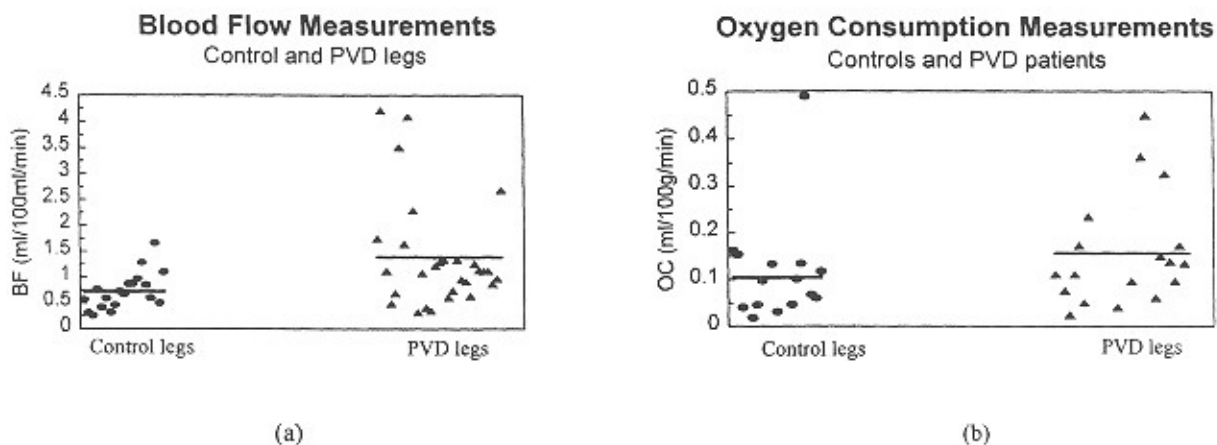 Blood Flow Measurements
Control and PVD legs
BF (ml/100ml/min)
4.5
4
3.5
3
2.5
2
1.5
1
0.5
0
Control legs
PVD legs
(a)
Oxygen Consumption Measurements
Controls and PVD patients
OC (ml/100g/min)
0.5
0.4
0.3
0.2
0.1
0
Control legs
PVD legs
(b)